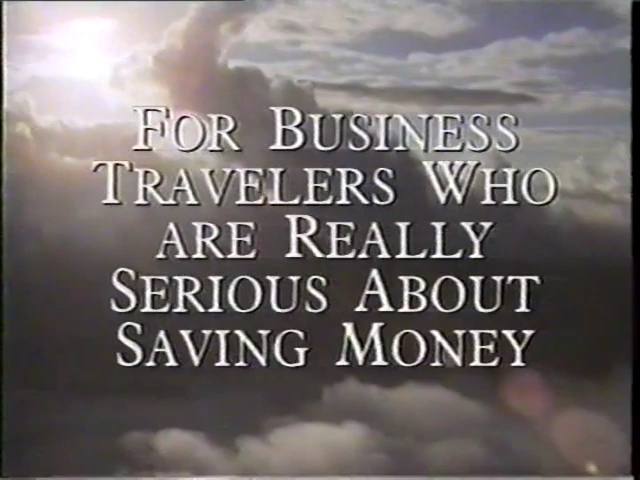 FOR BUSINESS
TRAVELERS WHO
ARE REALLY
SERIOUS ABOUT
SAVING MONEY